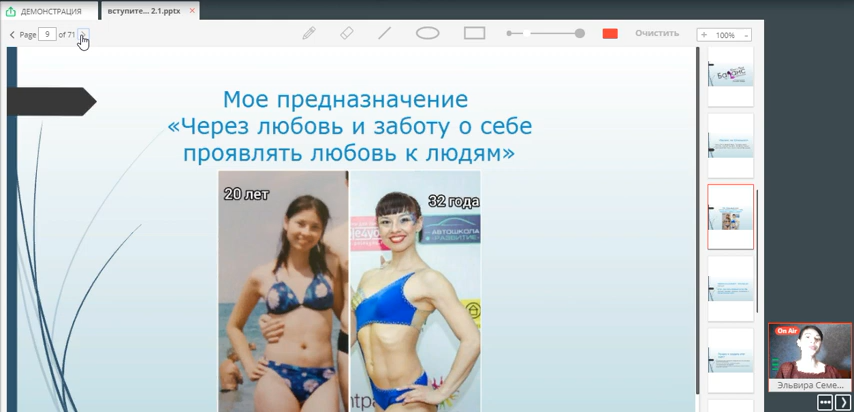 ДЕМОНСТРАЦИЯ
вступите... 2.1.pptx
Page 9 of 71
Очистить
+ 100% -
Мое предназначение
«Через любовь и заботу о себе
проявлять любовь к людям»
20 лет
32 года
АВТОШКОЛА
РАЗВИТИЕ
On Air
Эльвира Семе...